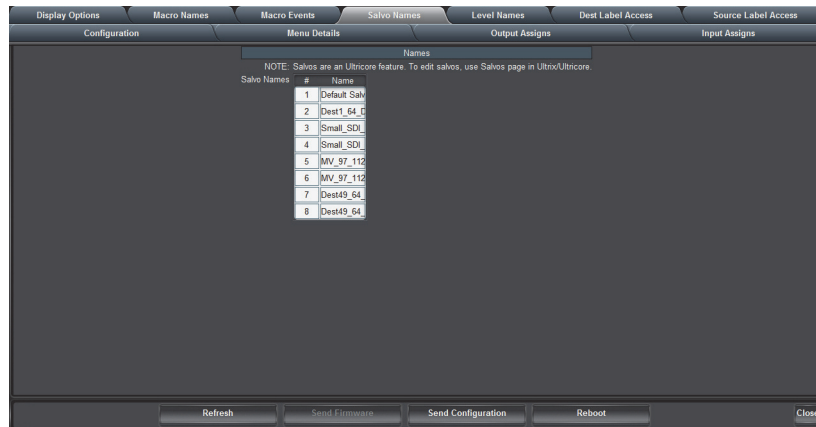 Display Options Macro Names Macro Events Salvo Names Level Names Dest Label Access Source Label Access
Configuration Menu Details Output Assigns Input Assigns
Names
NOTE: Salvos are an Ultricore feature. To edit salvos, use Salvos page in Ultrix/Ultricore.
Salvo Names # Name
1 Default Salv
2 Dest1_64_D
3 Small_SDI_
4 Small_SDI_
5 MV_97_112
6 MV_97_112
7 Dest49_64_
8 Dest49_64_
Refresh Send Firmware Send Configuration Reboot Close